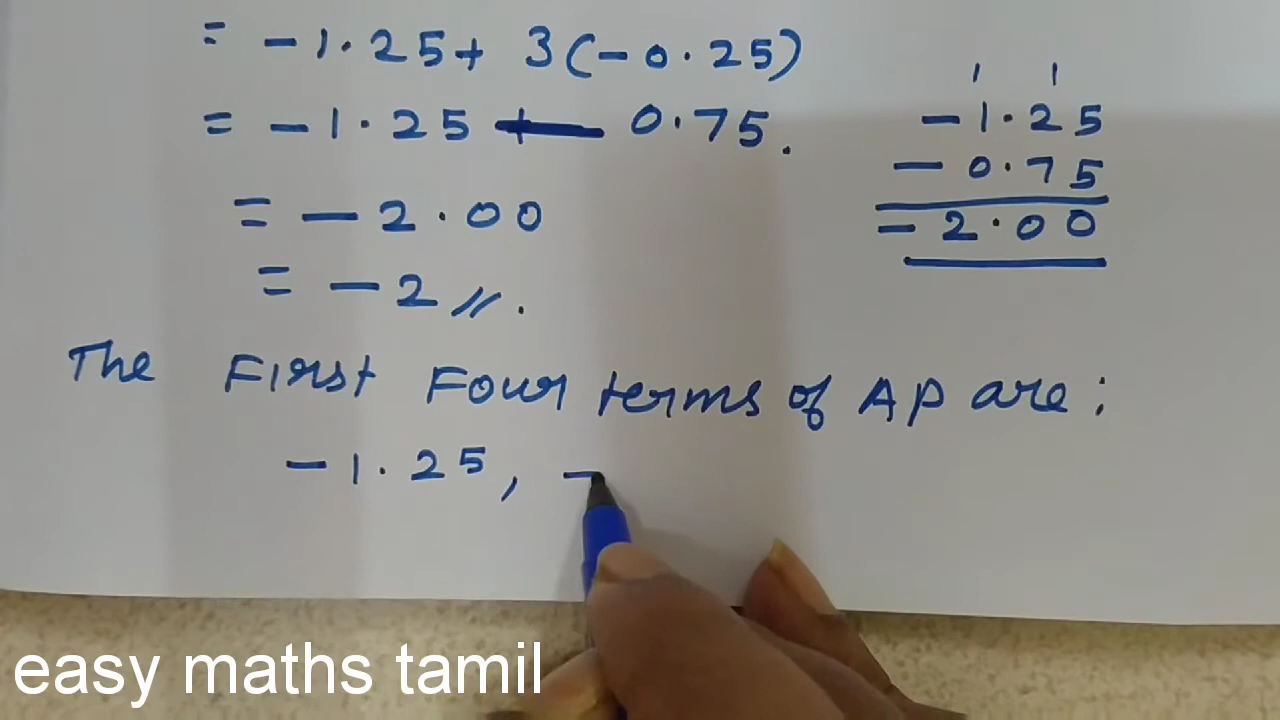 = -1.25 + 3(-0.25)
= -1.25 - 0.75.
= -2.00
= -2 //.
1 1
-1.25
-0.75
-2.00
The First Four terms of AP are:
-1.25, -
easy maths tamil